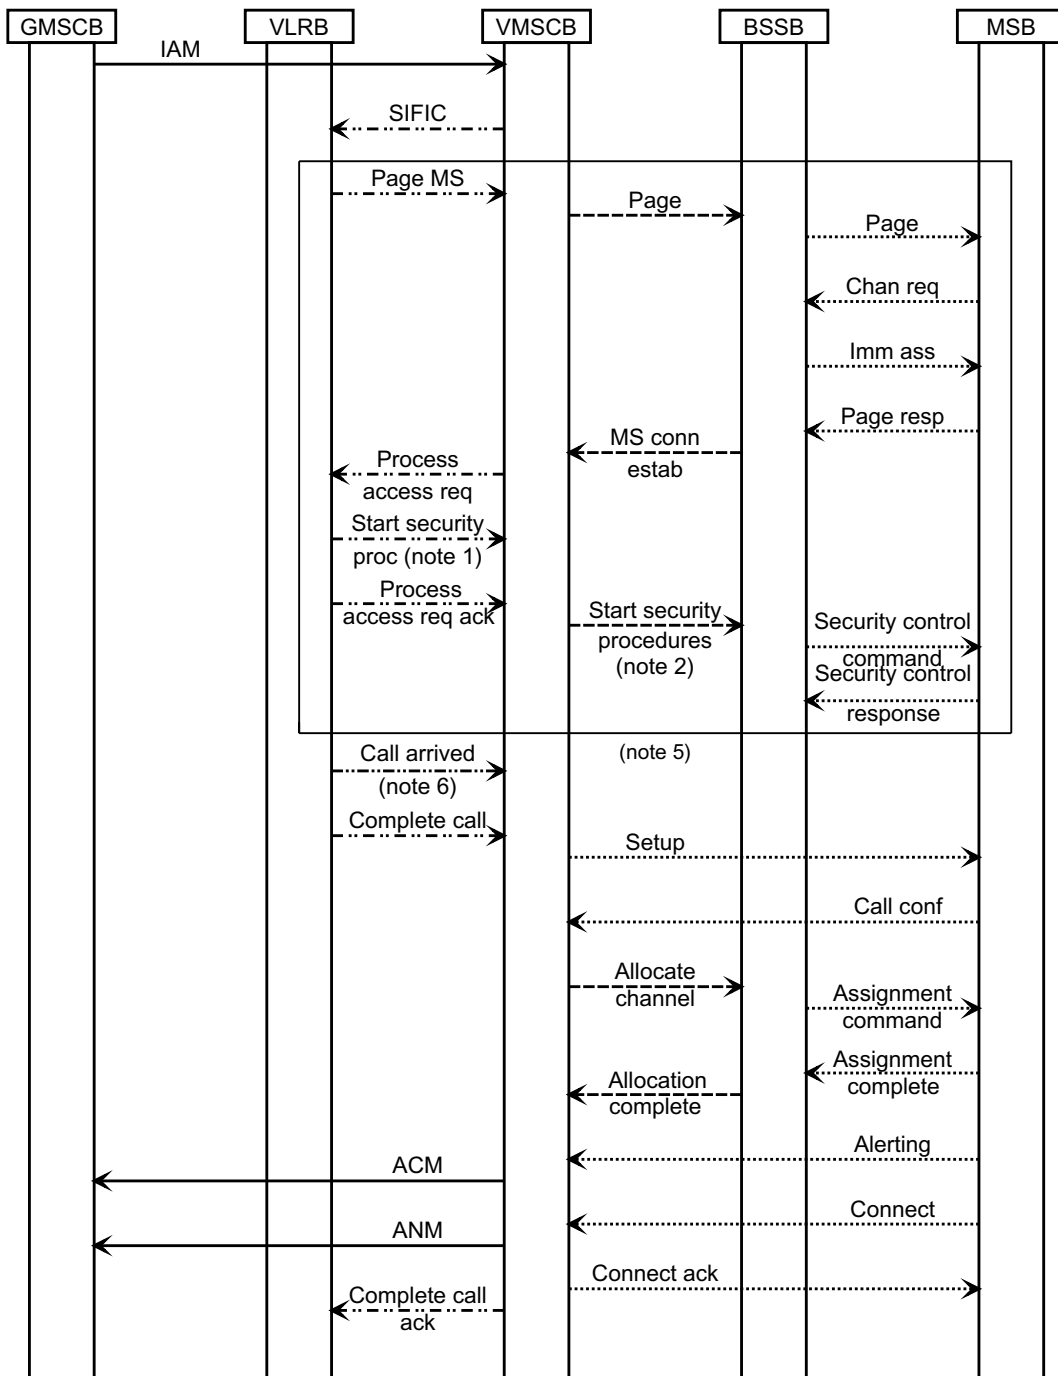 GMSCB
VLRB
VMSCB
BSSB
MSB
IAM
SIFIC
Page MS
Page
Page
Chan req
Imm ass
Page resp
MS conn
estab
Process
access req
Start security
proc (note 1)
Process
access req ack
Start security
procedures
(note 2)
Security control
command
Security control
response
(note 5)
Call arrived
(note 6)
Complete call
Setup
Call conf
Allocate
channel
Assignment
command
Assignment
complete
Allocation
complete
Alerting
ACM
Connect
ANM
Connect ack
Complete call
ack